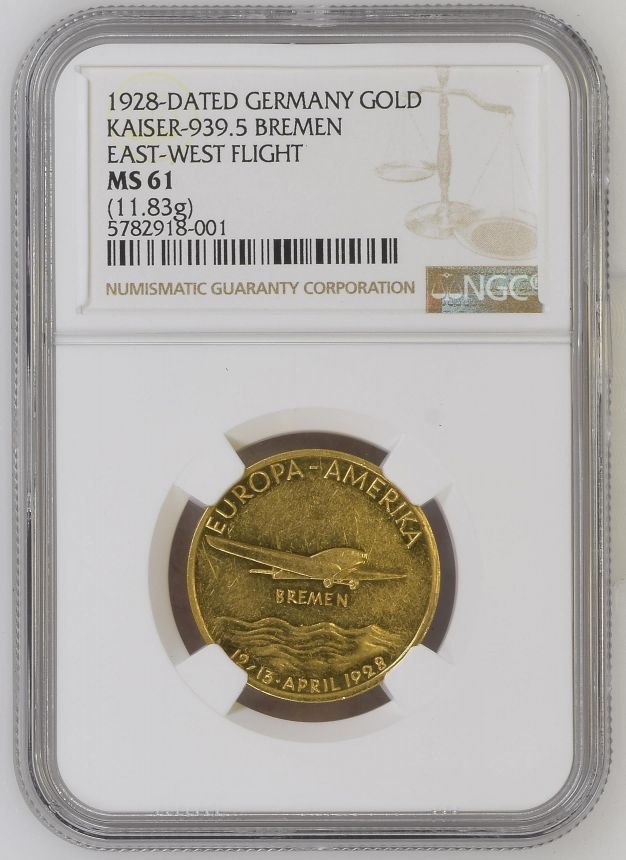 1928-DATED GERMANY GOLD
KAISER-939.5 BREMEN
EAST-WEST FLIGHT
MS 61
(11.83g)
5782918-001
NUMISMATIC GUARANTY CORPORATION
NGC
EUROPA-AMERIKA
BREMEN
12/13·APRIL 1928